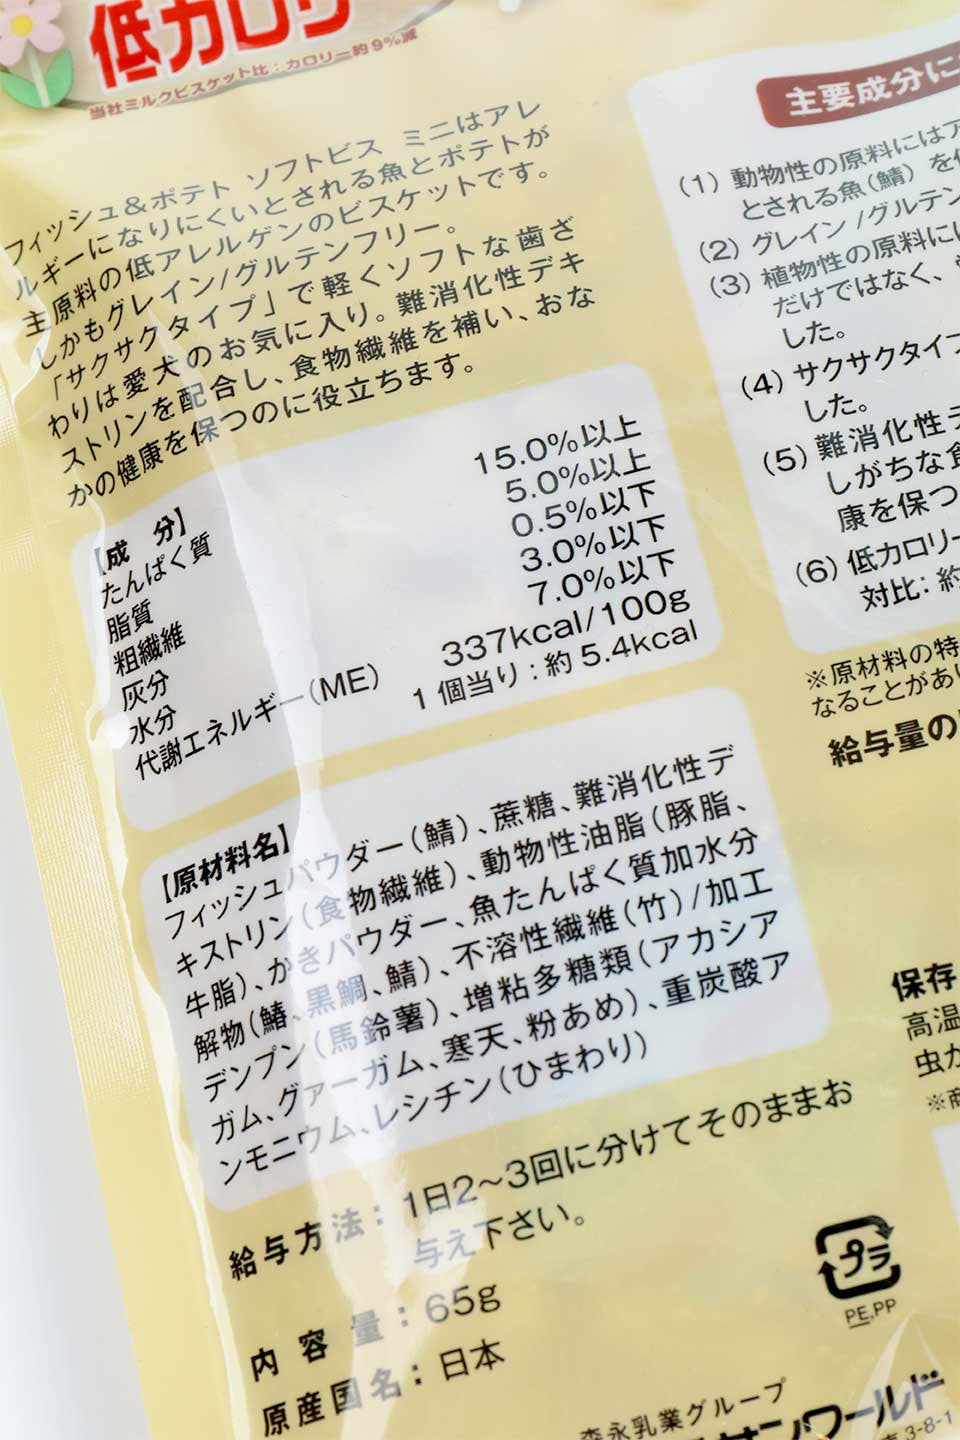 低カロリー
当社ミルクビスケット比：カロリー約9%減
フィッシュ&ポテト ソフトビス ミニはアレ
ルギーになりにくいとされる魚とポテトが
主原料の低アレルゲンのビスケットです。
しかもグレイン/グルテンフリー。
「サクサクタイプ」で軽くソフトな歯ざ
わりは愛犬のお気に入り。難消化性デキ
ストリンを配合し、食物繊維を補い、おな
かの健康を保つのに役立ちます。
【成 分】
たんぱく質 15.0%以上
脂質 5.0%以上
粗繊維 0.5%以下
灰分 3.0%以下
水分 7.0%以下
代謝エネルギー(ME) 337kcal/100g
1個当り：約5.4kcal
【原材料名】
フィッシュパウダー(鯖)、蔗糖、難消化性デ
キストリン(食物繊維)、動物性油脂(豚脂、
牛脂)、かきパウダー、魚たんぱく質加水分
解物(鰆、黒鯛、鯖)、不溶性繊維(竹)/加工
デンプン(馬鈴薯)、増粘多糖類(アカシア
ガム、グァーガム、寒天、粉あめ)、重炭酸ア
ンモニウム、レシチン(ひまわり)
給与方法：1日2〜3回に分けてそのままお
与え下さい。
内容量：65g
原産国名：日本
主要成分に
(1) 動物性の原料にはア
とされる魚(鯖)を
(2) グレイン/グルテン
(3) 植物性の原料に
だけではなく、
した。
(4) サクサクタイプ
した。
(5) 難消化性デ
しがちな食
康を保つ
(6) 低カロリー
対比：約
※原材料の特
なることがあ
給与量の
保存
高温
虫が
※商
プラ
PE,PP
森永乳業グループ
サンワールド
3-8-1